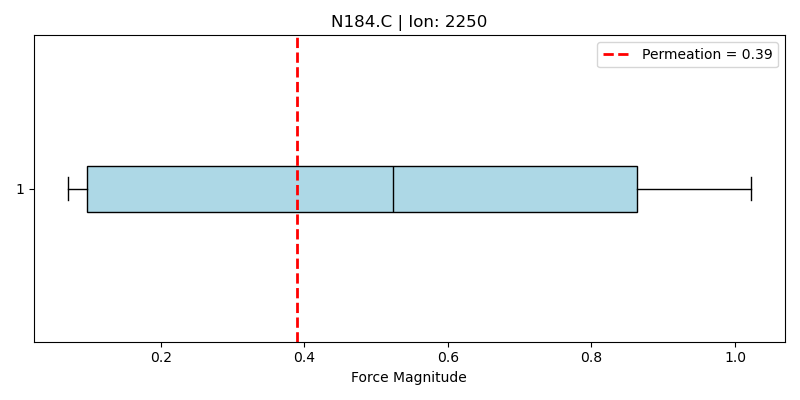 N184.C | Ion: 2250
Permeation = 0.39
1
0.2 0.4 0.6 0.8 1.0
Force Magnitude